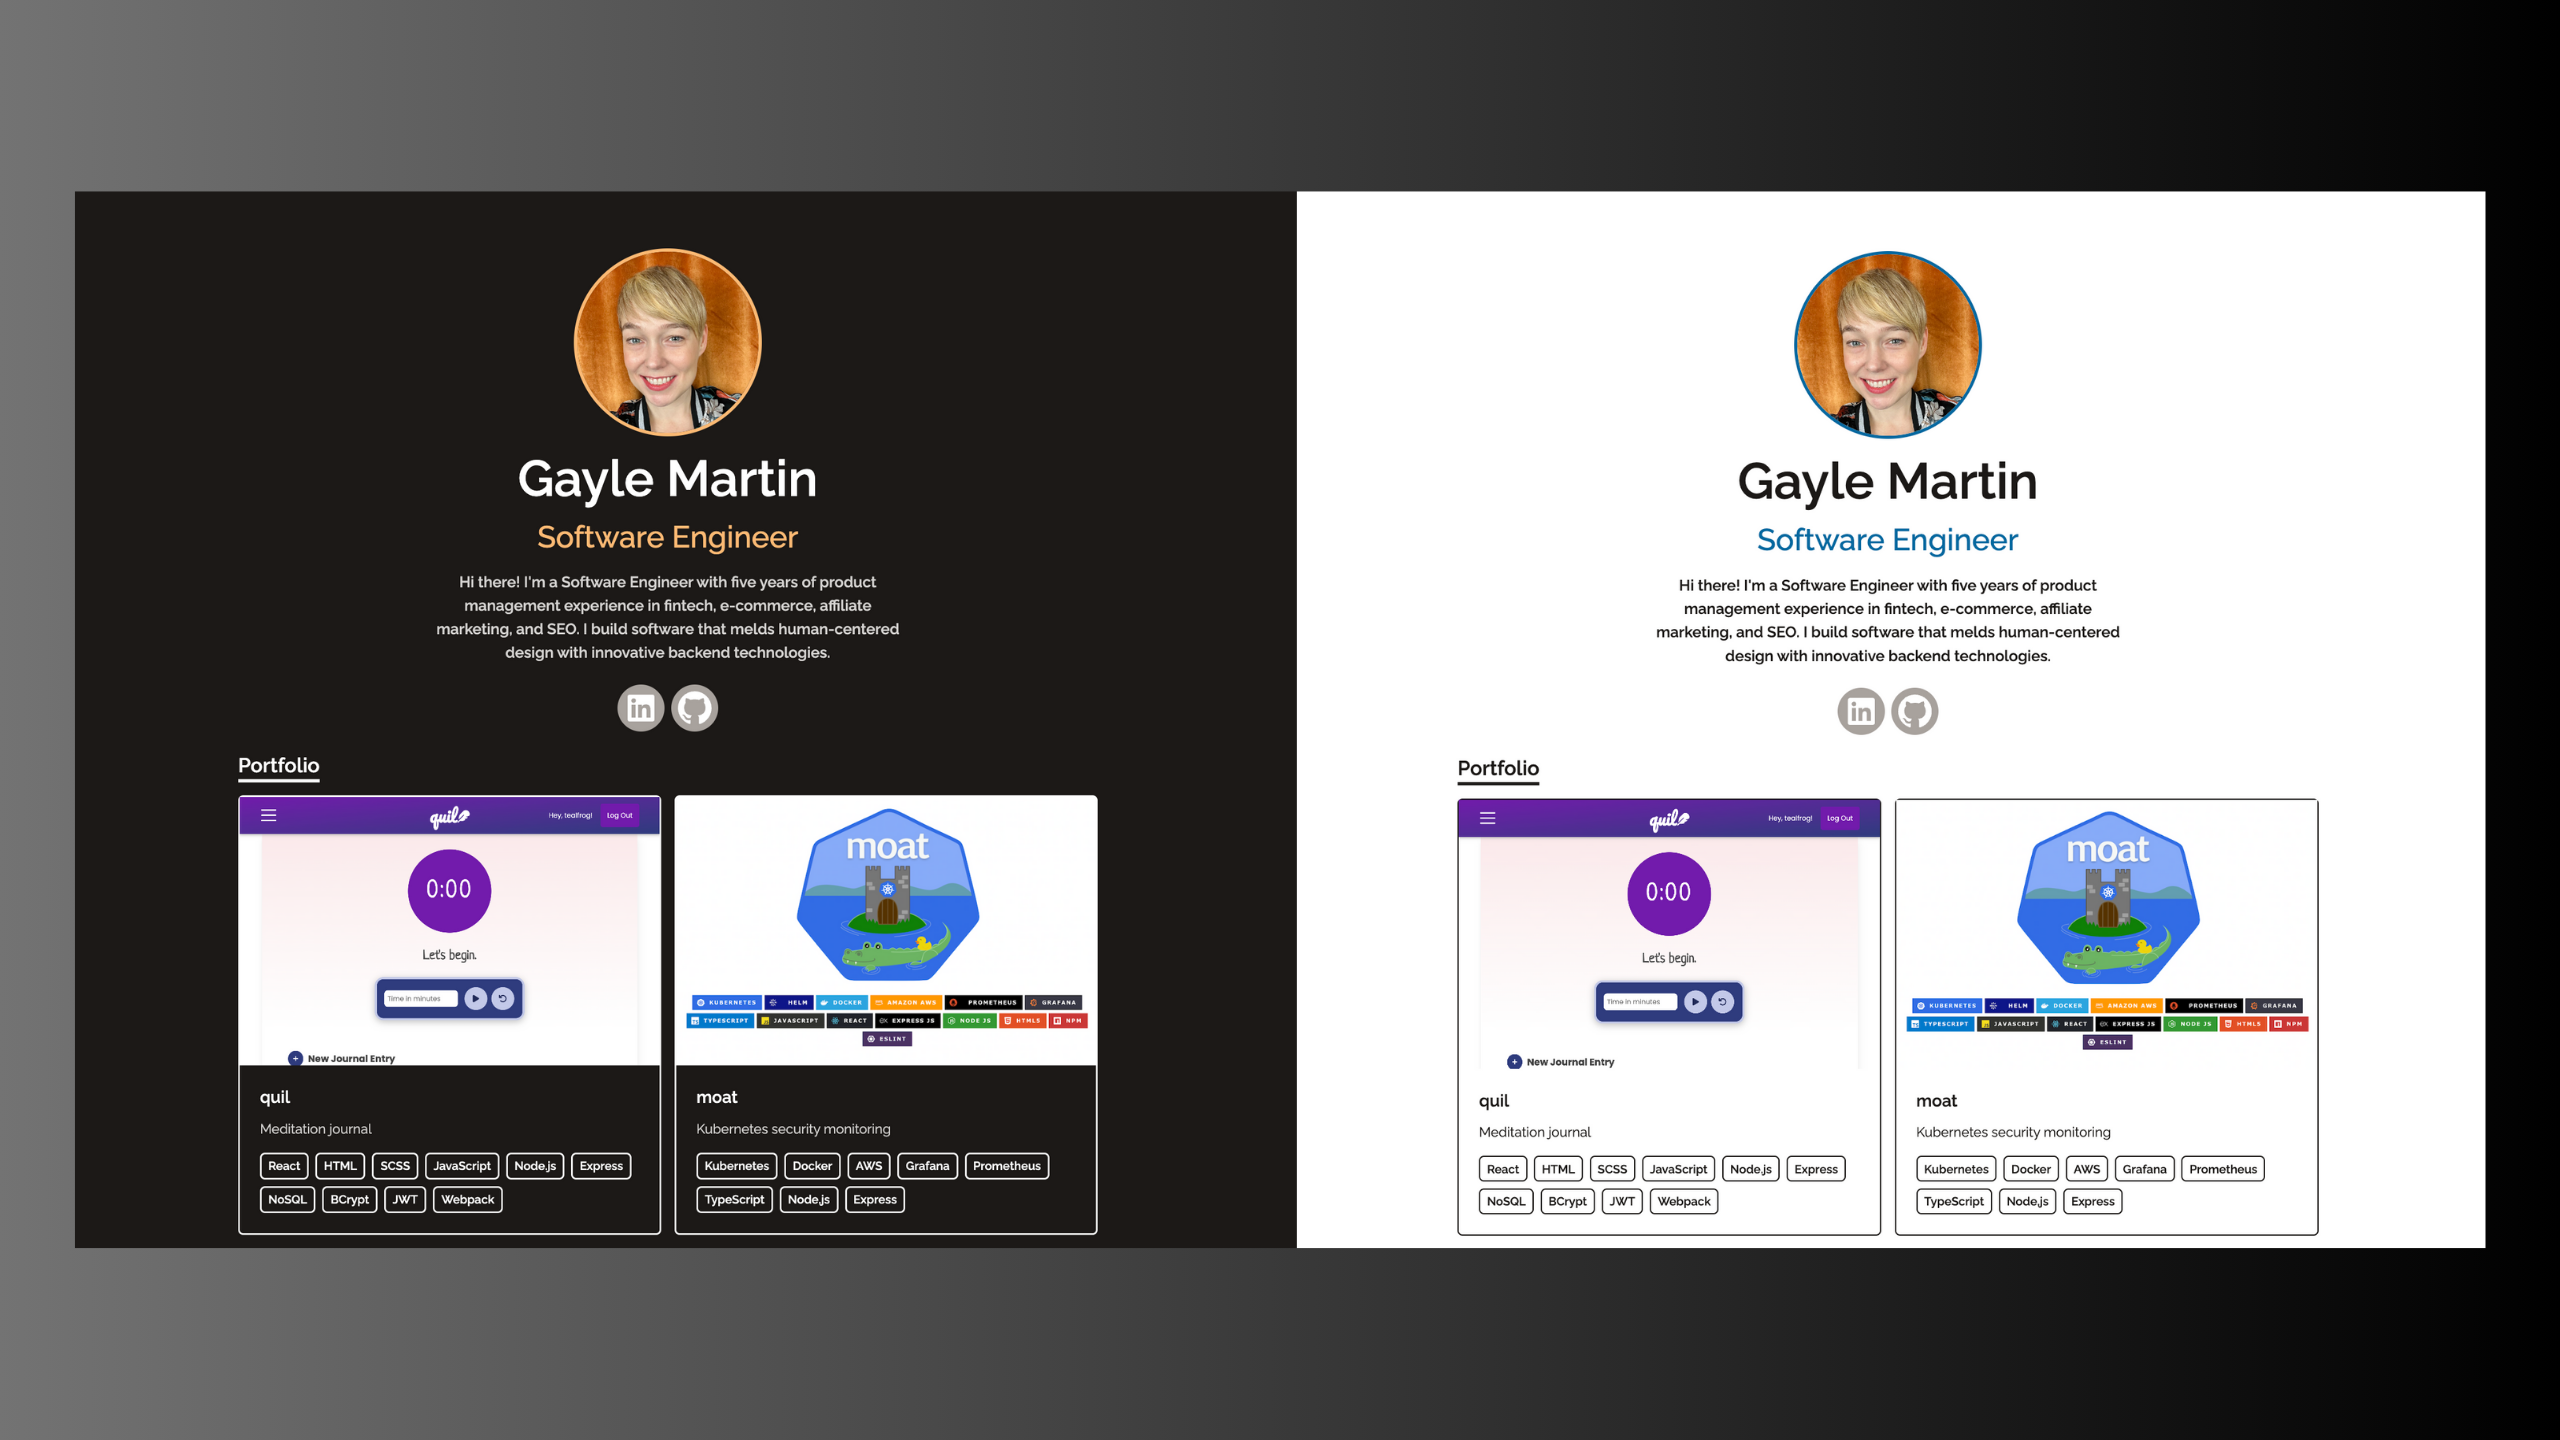 Gayle Martin
Software Engineer
Hi there! I'm a Software Engineer with five years of product
management experience in fintech, e-commerce, affiliate
marketing, and SEO. I build software that melds human-centered
design with innovative backend technologies.
in
Portfolio
quil
Hey, tealfrog!
Log Out
0:00
Let's begin.
Time in minutes
New Journal Entry
quil
Meditation journal
React HTML SCSS JavaScript Node.js Express
NoSQL BCrypt JWT Webpack
moat
KUBERNETES HELM DOCKER AMAZON AWS PROMETHEUS GRAFANA
TYPESCRIPT JAVASCRIPT REACT EXPRESS JS NODE JS HTML5 NPM
ESLINT
moat
Kubernetes security monitoring
Kubernetes Docker AWS Grafana Prometheus
TypeScript Node.js Express
Gayle Martin
Software Engineer
Hi there! I'm a Software Engineer with five years of product
management experience in fintech, e-commerce, affiliate
marketing, and SEO. I build software that melds human-centered
design with innovative backend technologies.
in
Portfolio
quil
Hey, tealfrog!
Log Out
0:00
Let's begin.
Time in minutes
New Journal Entry
quil
Meditation journal
React HTML SCSS JavaScript Node.js Express
NoSQL BCrypt JWT Webpack
moat
KUBERNETES HELM DOCKER AMAZON AWS PROMETHEUS GRAFANA
TYPESCRIPT JAVASCRIPT REACT EXPRESS JS NODE JS HTML5 NPM
ESLINT
moat
Kubernetes security monitoring
Kubernetes Docker AWS Grafana Prometheus
TypeScript Node.js Express